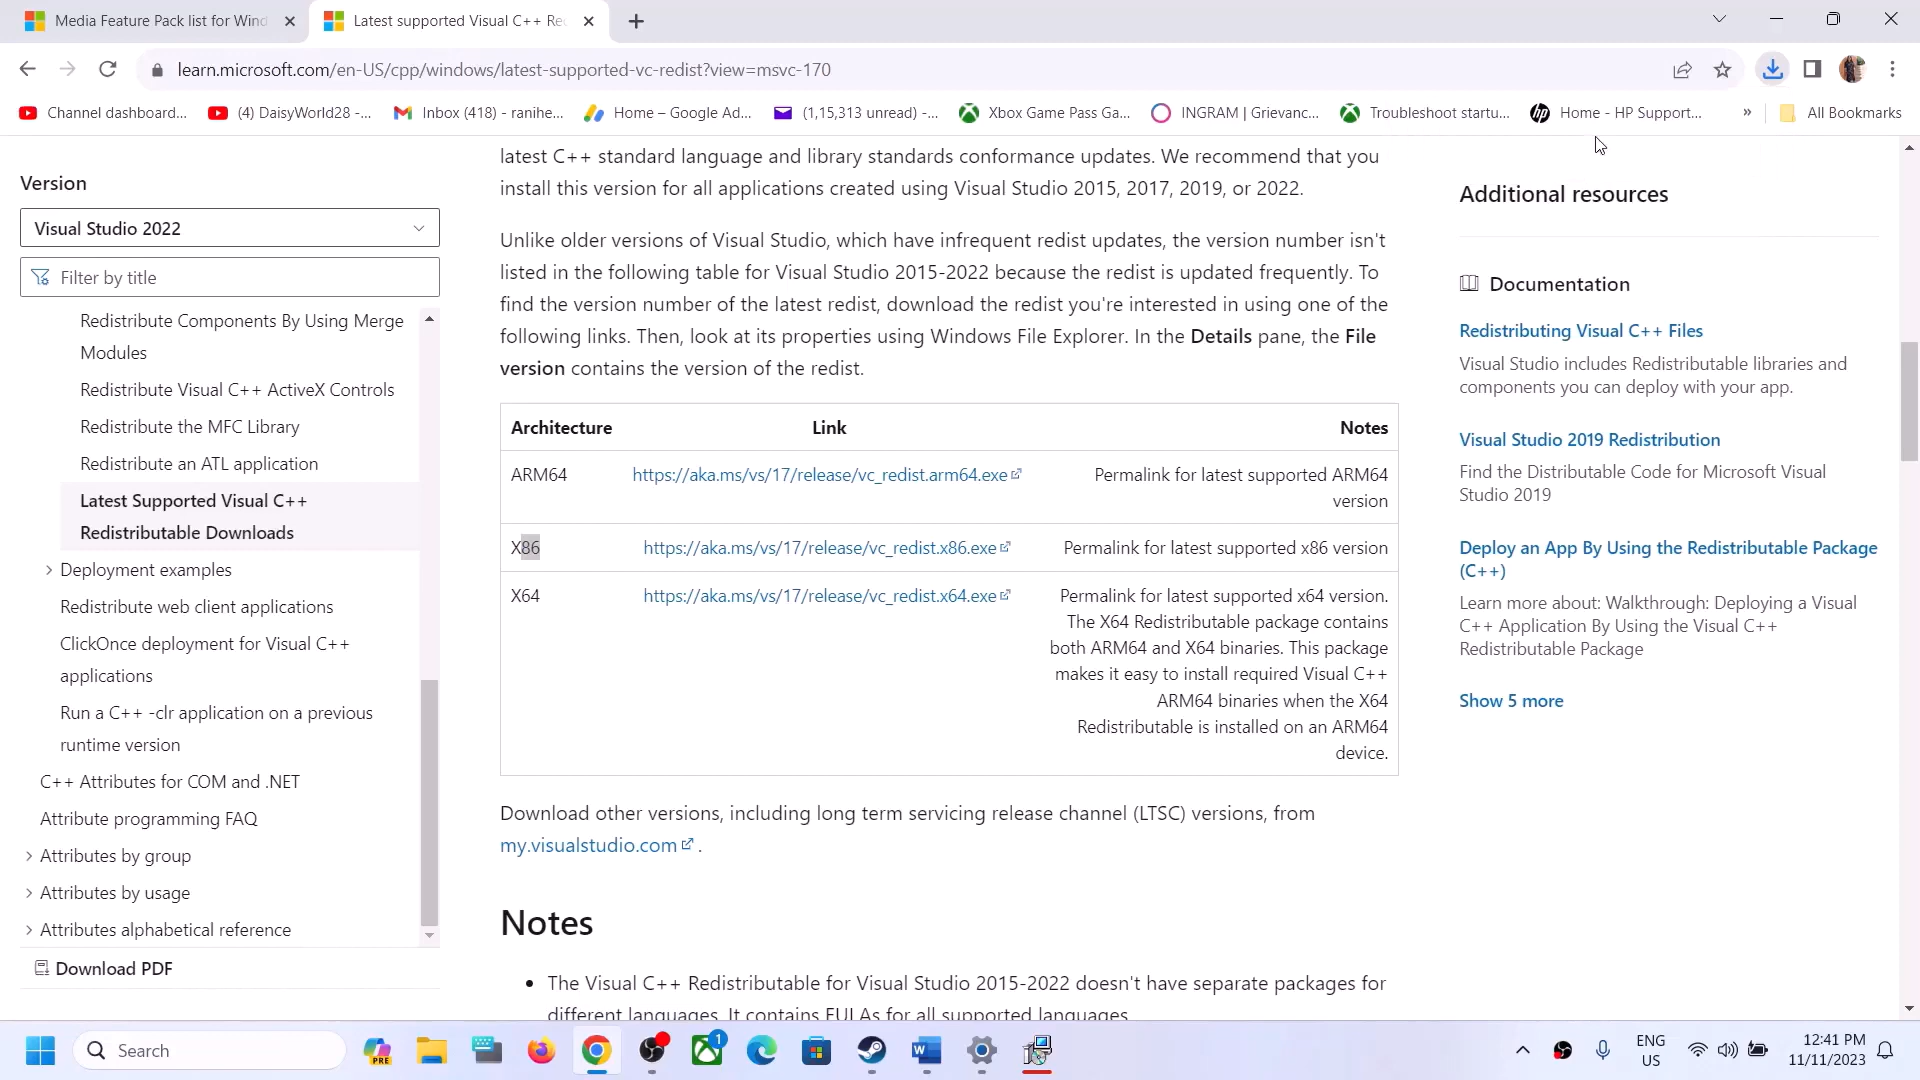 Media Feature Pack list for Wind
Latest supported Visual C++ Re
learn.microsoft.com/en-US/cpp/windows/latest-supported-vc-redist?view=msvc-170
Channel dashboard...
(4) DaisyWorld28 -...
Inbox (418) - ranihe...
Home – Google Ad...
(1,15,313 unread) -...
Xbox Game Pass Ga...
INGRAM | Grievanc...
Troubleshoot startu...
Home - HP Support...
»
All Bookmarks
Version
Visual Studio 2022
Filter by title
Redistribute Components By Using Merge
Modules
Redistribute Visual C++ ActiveX Controls
Redistribute the MFC Library
Redistribute an ATL application
Latest Supported Visual C++
Redistributable Downloads
Deployment examples
Redistribute web client applications
ClickOnce deployment for Visual C++
applications
Run a C++ -clr application on a previous
runtime version
C++ Attributes for COM and .NET
Attribute programming FAQ
Attributes by group
Attributes by usage
Attributes alphabetical reference
Download PDF
latest C++ standard language and library standards conformance updates. We recommend that you
install this version for all applications created using Visual Studio 2015, 2017, 2019, or 2022.
Unlike older versions of Visual Studio, which have infrequent redist updates, the version number isn't
listed in the following table for Visual Studio 2015-2022 because the redist is updated frequently. To
find the version number of the latest redist, download the redist you're interested in using one of the
following links. Then, look at its properties using Windows File Explorer. In the Details pane, the File
version contains the version of the redist.
Architecture Link Notes
ARM64 https://aka.ms/vs/17/release/vc_redist.arm64.exe Permalink for latest supported ARM64
version
X86 https://aka.ms/vs/17/release/vc_redist.x86.exe Permalink for latest supported x86 version
X64 https://aka.ms/vs/17/release/vc_redist.x64.exe Permalink for latest supported x64 version.
The X64 Redistributable package contains
both ARM64 and X64 binaries. This package
makes it easy to install required Visual C++
ARM64 binaries when the X64
Redistributable is installed on an ARM64
device.
Download other versions, including long term servicing release channel (LTSC) versions, from
my.visualstudio.com .
Notes
• The Visual C++ Redistributable for Visual Studio 2015-2022 doesn't have separate packages for
different languages. It contains EULAs for all supported languages.
Additional resources
Documentation
Redistributing Visual C++ Files
Visual Studio includes Redistributable libraries and
components you can deploy with your app.
Visual Studio 2019 Redistribution
Find the Distributable Code for Microsoft Visual
Studio 2019
Deploy an App By Using the Redistributable Package
(C++)
Learn more about: Walkthrough: Deploying a Visual
C++ Application By Using the Visual C++
Redistributable Package
Show 5 more
Search
PRE
1
W
ENG
US
12:41 PM
11/11/2023